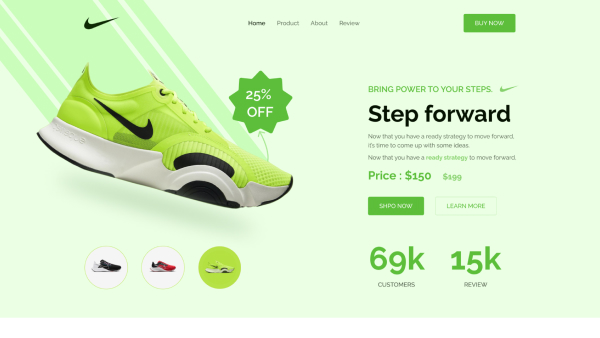 Home
Product
About
Review
BUY NOW
25%
OFF
BRING POWER TO YOUR STEPS.
Step forward
Now that you have a ready strategy to move forward,
it's time to come up with some ideas.
Now that you have a ready strategy to move forward.
Price : $150 $199
SHPO NOW
LEARN MORE
69k
CUSTOMERS
15k
REVIEW